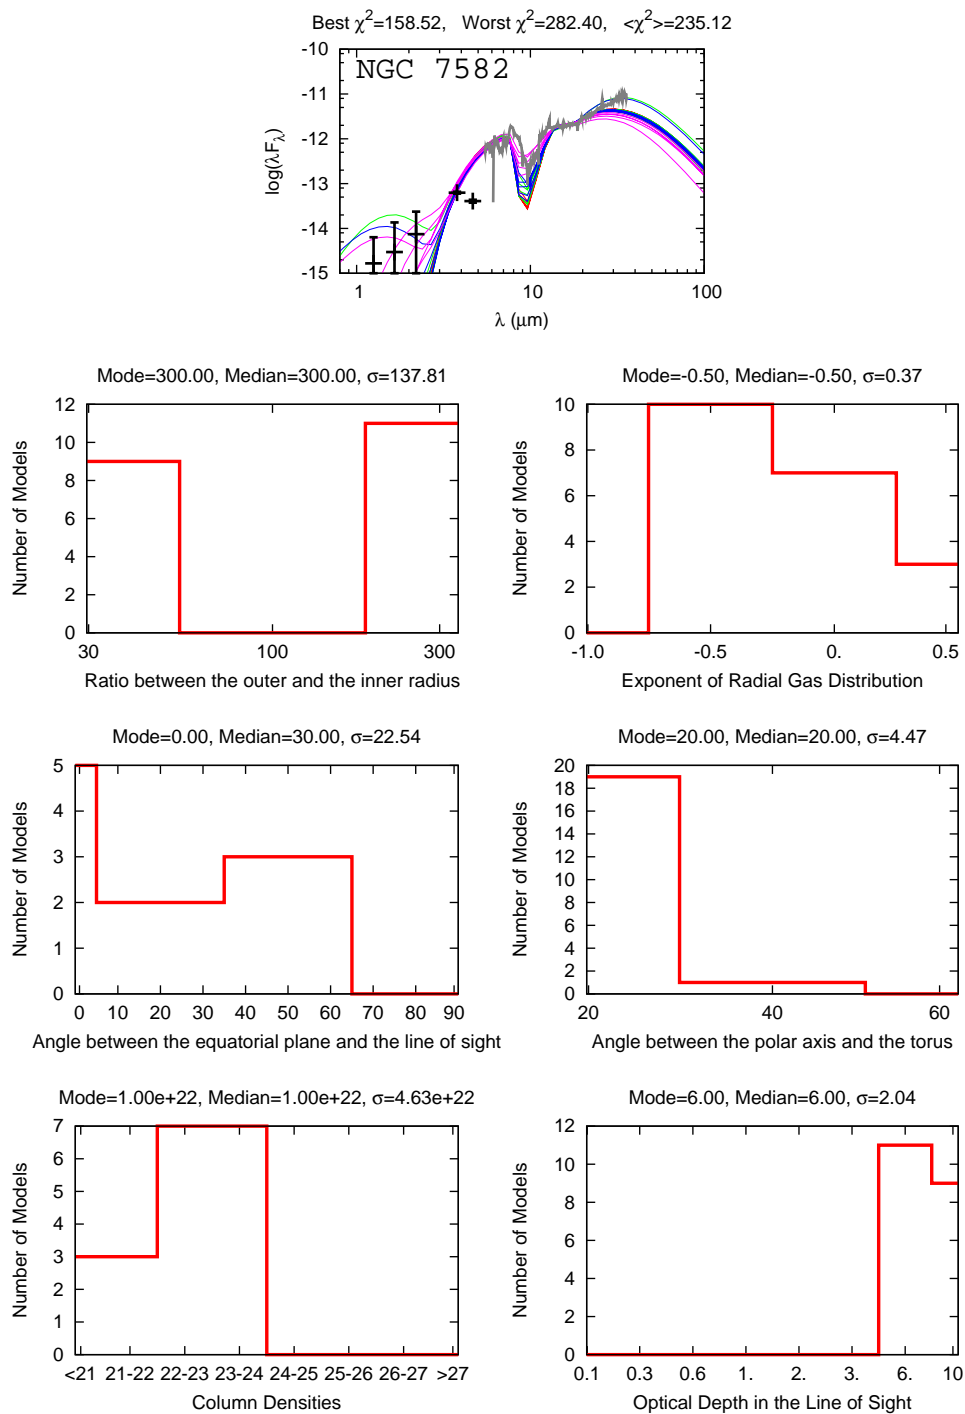 Best χ²=158.52, Worst χ²=282.40, <χ²>=235.12
-10
-11
-12
-13
-14
-15
log(λFλ)
NGC 7582
1 10 100
λ (μm)
Mode=300.00, Median=300.00, σ=137.81
12
10
8
6
4
2
0
Number of Models
30 100 300
Ratio between the outer and the inner radius
Mode=-0.50, Median=-0.50, σ=0.37
10
8
6
4
2
0
Number of Models
-1.0 -0.5 0. 0.5
Exponent of Radial Gas Distribution
Mode=0.00, Median=30.00, σ=22.54
5
4
3
2
1
0
Number of Models
0 10 20 30 40 50 60 70 80 90
Angle between the equatorial plane and the line of sight
Mode=20.00, Median=20.00, σ=4.47
20
18
16
14
12
10
8
6
4
2
0
Number of Models
20 40 60
Angle between the polar axis and the torus
Mode=1.00e+22, Median=1.00e+22, σ=4.63e+22
7
6
5
4
3
2
1
0
Number of Models
<21 21-22 22-23 23-24 24-25 25-26 26-27 >27
Column Densities
Mode=6.00, Median=6.00, σ=2.04
12
10
8
6
4
2
0
Number of Models
0.1 0.3 0.6 1. 2. 3. 6. 10
Optical Depth in the Line of Sight